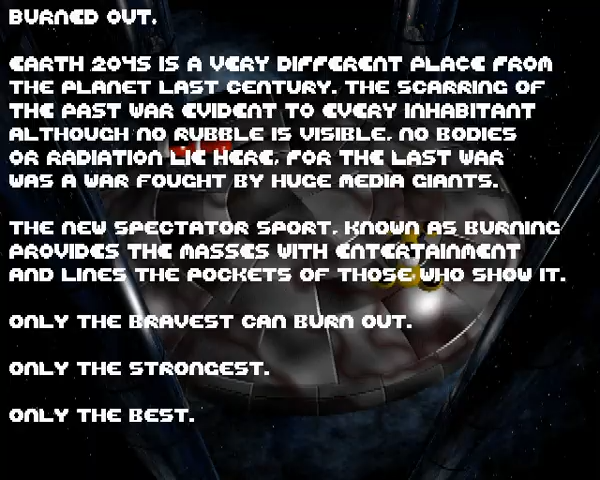 BURNED OUT.
EARTH 2045 IS A VERY DIFFERENT PLACE FROM
THE PLANET LAST CENTURY. THE SCARRING OF
THE PAST WAR EVIDENT TO EVERY INHABITANT
ALTHOUGH NO RUBBLE IS VISIBLE. NO BODIES
OR RADIATION LIE HERE, FOR THE LAST WAR
WAS A WAR FOUGHT BY HUGE MEDIA GIANTS.
THE NEW SPECTATOR SPORT, KNOWN AS BURNING
PROVIDES THE MASSES WITH ENTERTAINMENT
AND LINES THE POCKETS OF THOSE WHO SHOW IT.
ONLY THE BRAVEST CAN BURN OUT.
ONLY THE STRONGEST.
ONLY THE BEST.